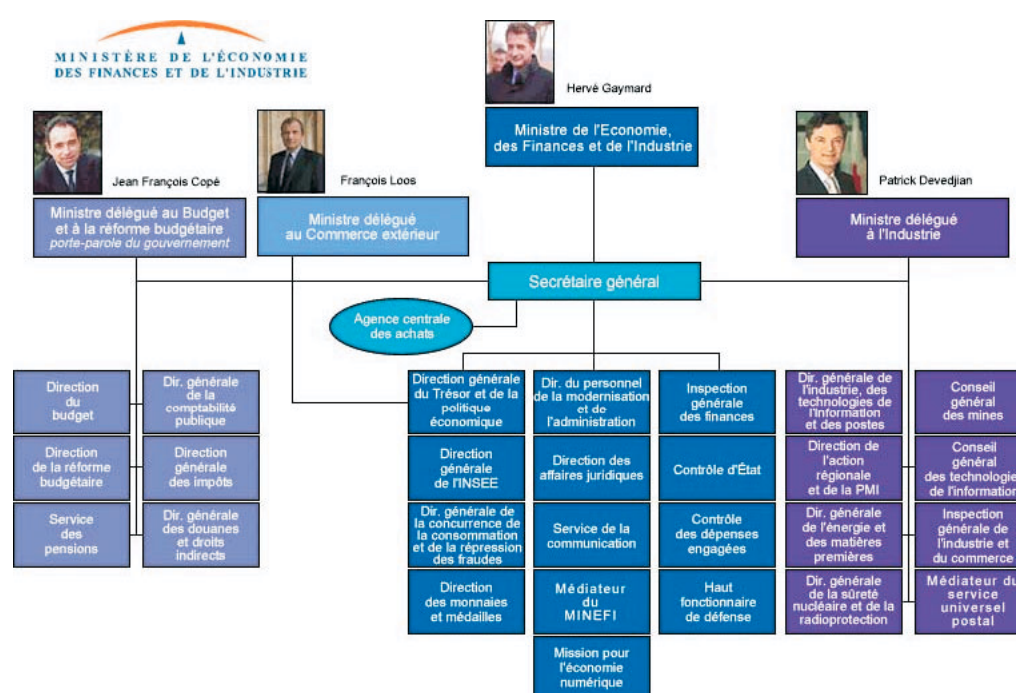 MINISTÈRE DE L'ÉCONOMIE
DES FINANCES ET DE L'INDUSTRIE
Hervé Gaymard
Ministre de l'Economie,
des Finances et de l'Industrie
Jean François Copé
Ministre délégué au Budget
et à la réforme budgétaire
porte-parole du gouvernement
François Loos
Ministre délégué
au Commerce extérieur
Patrick Devedjian
Ministre délégué
à l'Industrie
Secrétaire général
Agence centrale
des achats
Direction
du
budget
Dir. générale
de la
comptabilité
publique
Direction
de la réforme
budgétaire
Direction
générale
des impôts
Service
des
pensions
Dir. générale
des douanes
et droits
indirects
Direction générale
du Trésor et de la
politique
économique
Dir. du personnel
de la modernisation
et de
l'administration
Inspection
générale
des finances
Direction
générale
de l'INSEE
Direction des
affaires juridiques
Contrôle d'État
Dir. générale de
la concurrence de
la consommation
et de la répression
des fraudes
Service de la
communication
Contrôle
des dépenses
engagées
Direction
des monnaies
et médailles
Médiateur
du
MINEFI
Haut
fonctionnaire
de défense
Mission pour
l'économie
numérique
Dir. générale de
l'industrie, des
technologies de
l'Information
et des postes
Conseil
général
des mines
Direction de
l'action
régionale
et de la PMI
Conseil
général
des technologie
de l'information
Dir. générale
de l'énergie et
des matières
premières
Inspection
générale de
l'industrie et
du commerce
Dir. générale
de la sûreté
nucléaire et de la
radioprotection
Médiateur du
service
universel
postal